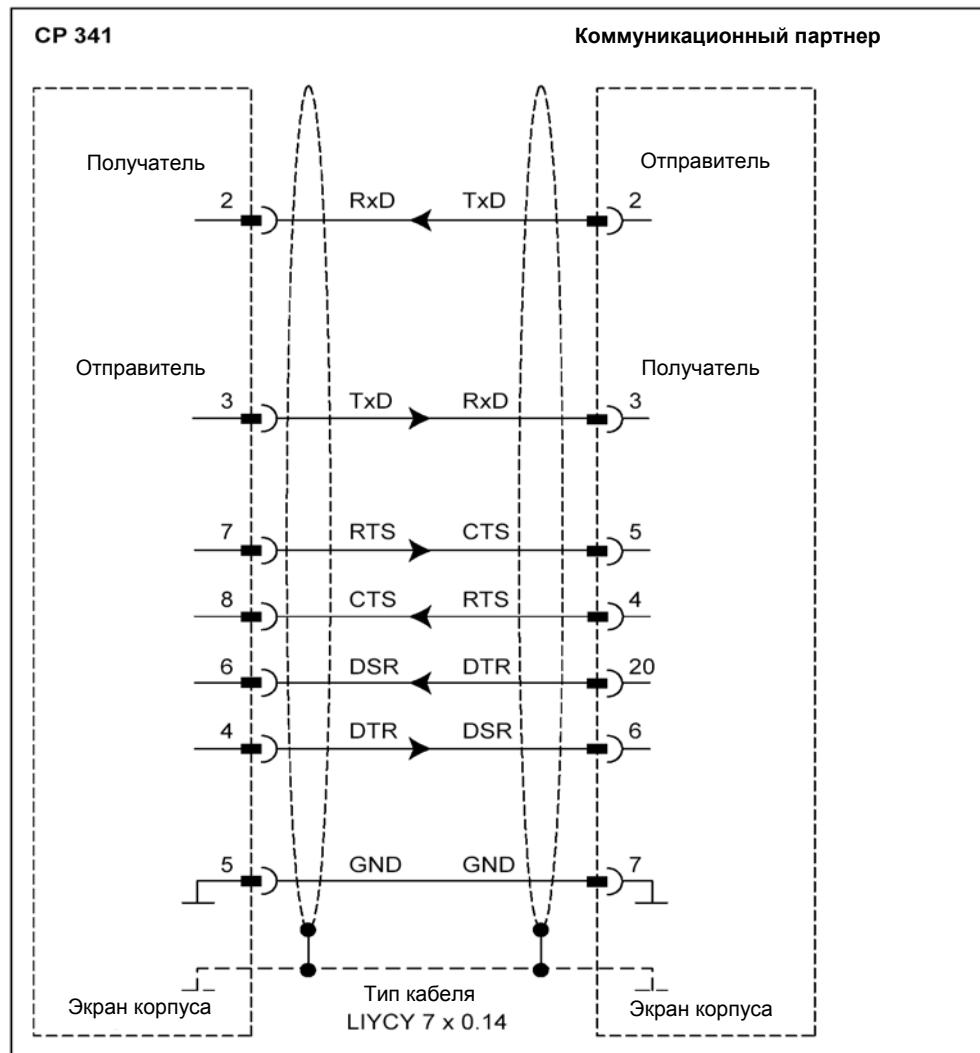 CP 341 Коммуникационный партнер
Получатель Отправитель
2 RxD TxD 2
Отправитель Получатель
3 TxD RxD 3
7 RTS CTS 5
8 CTS RTS 4
6 DSR DTR 20
4 DTR DSR 6
5 GND GND 7
Экран корпуса Тип кабеля Экран корпуса
LIYCY 7 x 0.14